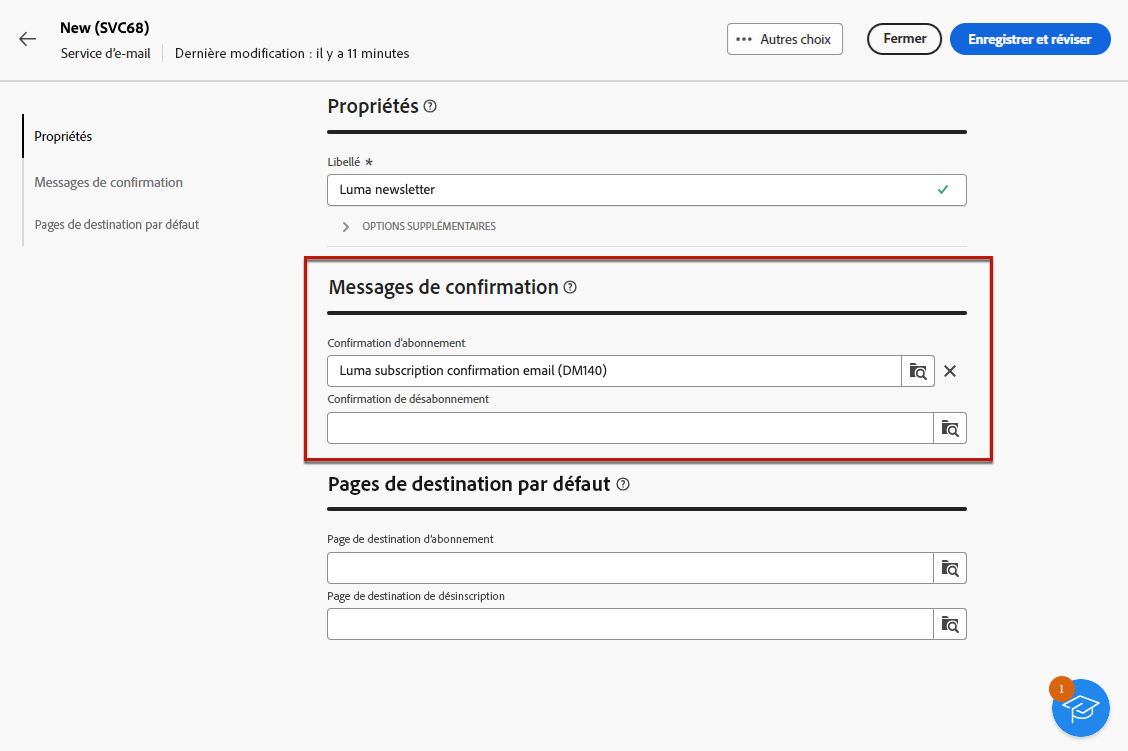 New (SVC68)
Service d'e-mail
Dernière modification : il y a 11 minutes
••• Autres choix
Fermer
Enregistrer et réviser
Propriétés
Messages de confirmation
Pages de destination par défaut
Propriétés ?
Libellé *
Luma newsletter
OPTIONS SUPPLÉMENTAIRES
Messages de confirmation ?
Confirmation d'abonnement
Luma subscription confirmation email (DM140)
Confirmation de désabonnement
Pages de destination par défaut ?
Page de destination d'abonnement
Page de destination de désinscription
1